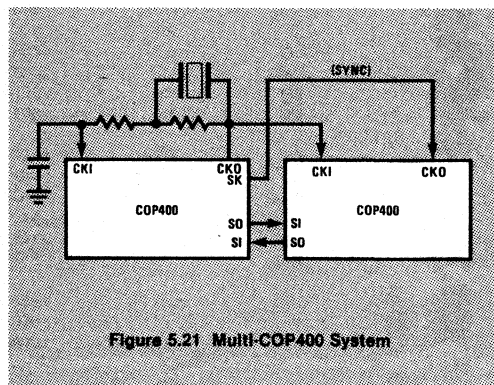 (SYNC)
CKI CKO CKI CKO
SK
COP400 COP400
SO SI
SI SO
Figure 5.21 Multi-COP400 System